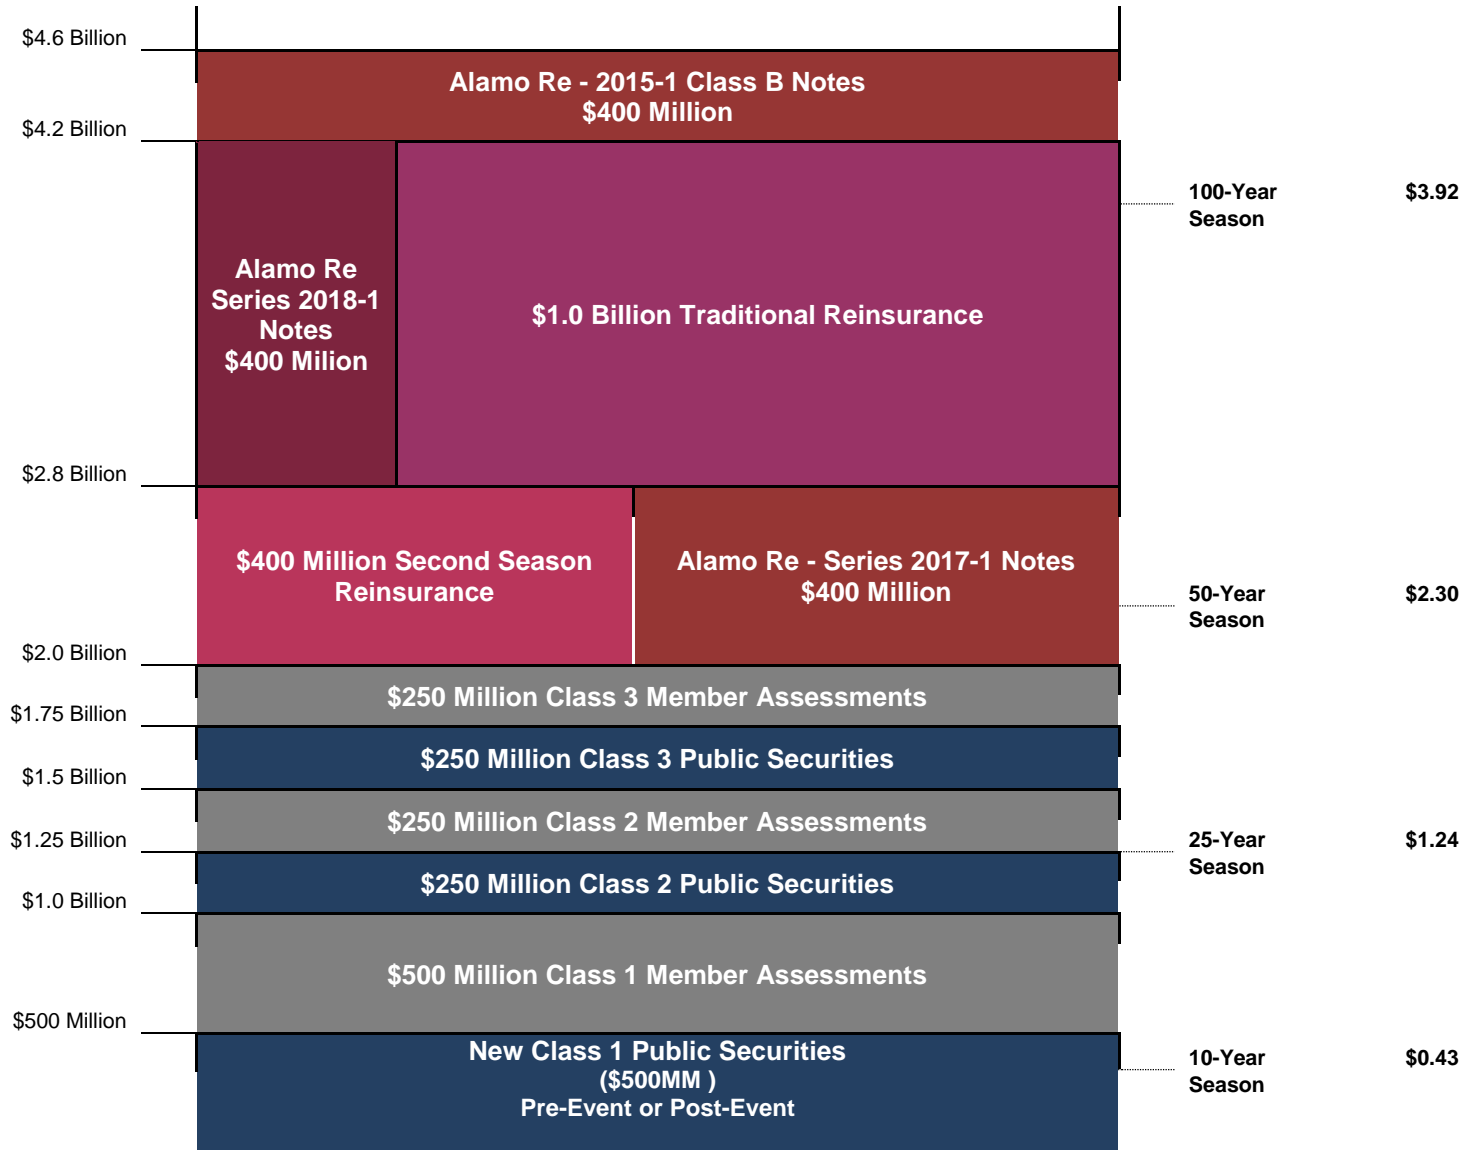 $4.6 Billion
Alamo Re - 2015-1 Class B Notes
$400 Million
$4.2 Billion
100-Year
Season
$3.92
Alamo Re
Series 2018-1
Notes
$400 Milion
$1.0 Billion Traditional Reinsurance
$2.8 Billion
$400 Million Second Season
Reinsurance
Alamo Re - Series 2017-1 Notes
$400 Million
50-Year
Season
$2.30
$2.0 Billion
$250 Million Class 3 Member Assessments
$1.75 Billion
$250 Million Class 3 Public Securities
$1.5 Billion
$250 Million Class 2 Member Assessments
$1.25 Billion
25-Year
Season
$1.24
$250 Million Class 2 Public Securities
$1.0 Billion
$500 Million Class 1 Member Assessments
$500 Million
New Class 1 Public Securities
($500MM )
Pre-Event or Post-Event
10-Year
Season
$0.43